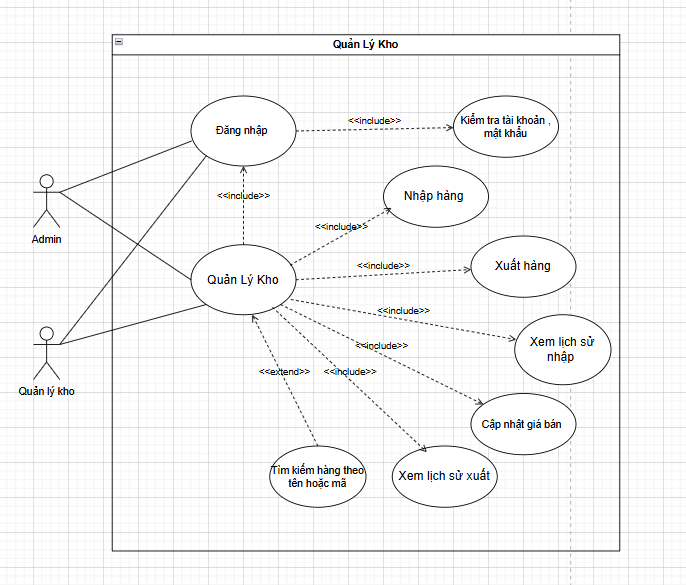 Quản Lý Kho
Đăng nhập
<<include>>
Kiểm tra tài khoản ,
mật khẩu
<<include>>
Nhập hàng
Admin
<<include>>
Quản Lý Kho
<<include>>
Xuất hàng
<<include>>
Xem lịch sử
nhập
<<include>>
Quản lý kho
<<extend>>
<<include>>
Cập nhật giá bán
Tìm kiếm hàng theo
tên hoặc mã
Xem lịch sử xuất